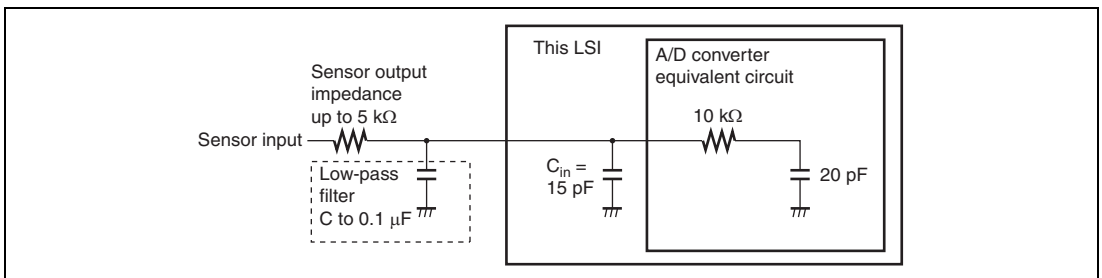 This LSI
A/D converter
equivalent circuit
Sensor output
impedance
up to 5 kΩ
10 kΩ
Sensor input
Low-pass
filter
C to 0.1 μF
Cin =
15 pF
20 pF